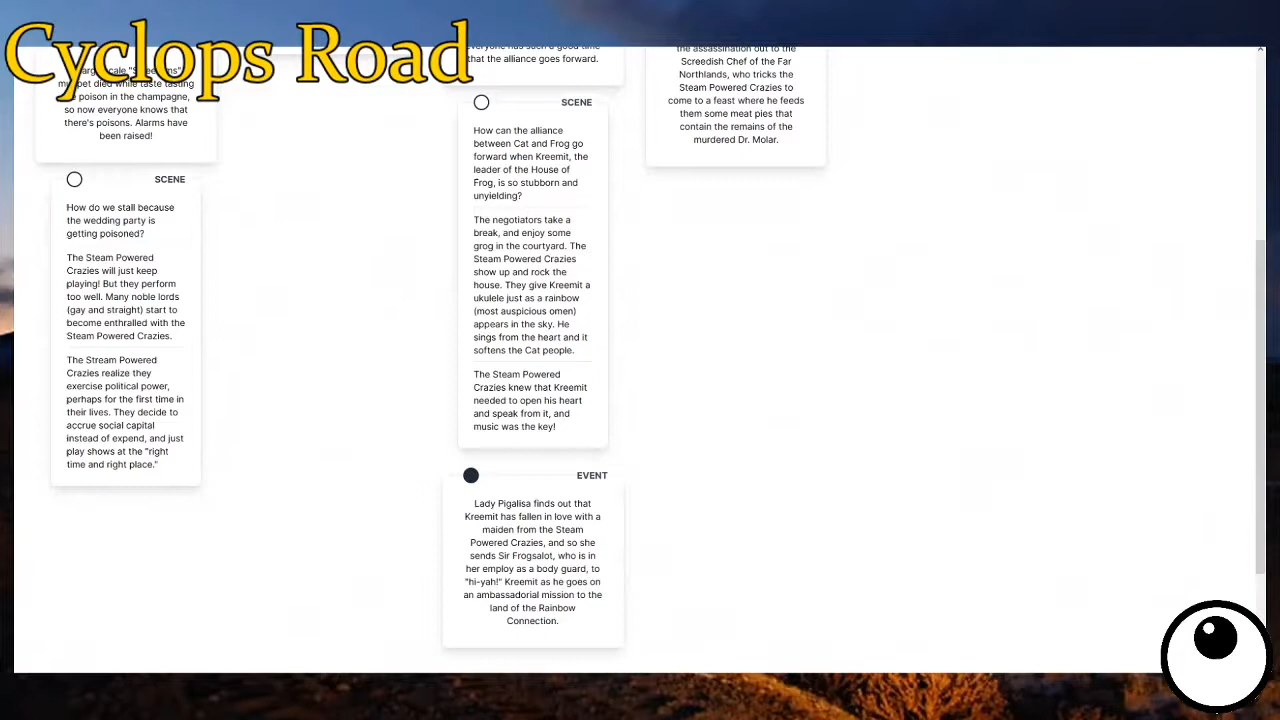 Cyclops Road
poison in the champagne,
so now everyone knows that
there's poisons. Alarms have
been raised!
SCENE
How do we stall because
the wedding party is
getting poisoned?
The Steam Powered
Crazies will just keep
playing! But they perform
too well. Many noble lords
(gay and straight) start to
become enthralled with the
Steam Powered Crazies.
The Stream Powered
Crazies realize they
exercise political power,
perhaps for the first time in
their lives. They decide to
accrue social capital
instead of expend, and just
play shows at the "right
time and right place."
everyone has such a good time
that the alliance goes forward.
SCENE
How can the alliance
between Cat and Frog go
forward when Kreemit, the
leader of the House of
Frog, is so stubborn and
unyielding?
The negotiators take a
break, and enjoy some
grog in the courtyard. The
Steam Powered Crazies
show up and rock the
house. They give Kreemit a
ukulele just as a rainbow
(most auspicious omen)
appears in the sky. He
sings from the heart and it
softens the Cat people.
The Steam Powered
Crazies knew that Kreemit
needed to open his heart
and speak from it, and
music was the key!
EVENT
Lady Pigalisa finds out that
Kreemit has fallen in love with a
maiden from the Steam
Powered Crazies, and so she
sends Sir Frogsalot, who is in
her employ as a body guard, to
"hi-yah!" Kreemit as he goes on
an ambassadorial mission to the
land of the Rainbow
Connection.
the assassination out to the
Screedish Chef of the Far
Northlands, who tricks the
Steam Powered Crazies to
come to a feast where he feeds
them some meat pies that
contain the remains of the
murdered Dr. Molar.